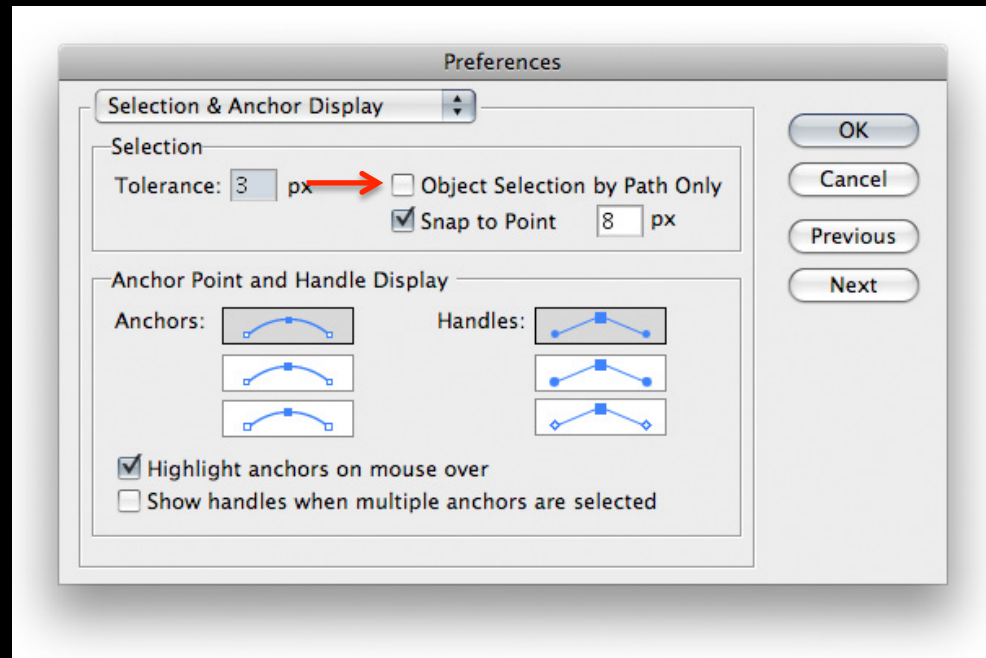 Preferences
Selection & Anchor Display
Selection
Tolerance: 3 px
Object Selection by Path Only
Snap to Point 8 px
Anchor Point and Handle Display
Anchors:
Handles:
Highlight anchors on mouse over
Show handles when multiple anchors are selected
OK
Cancel
Previous
Next